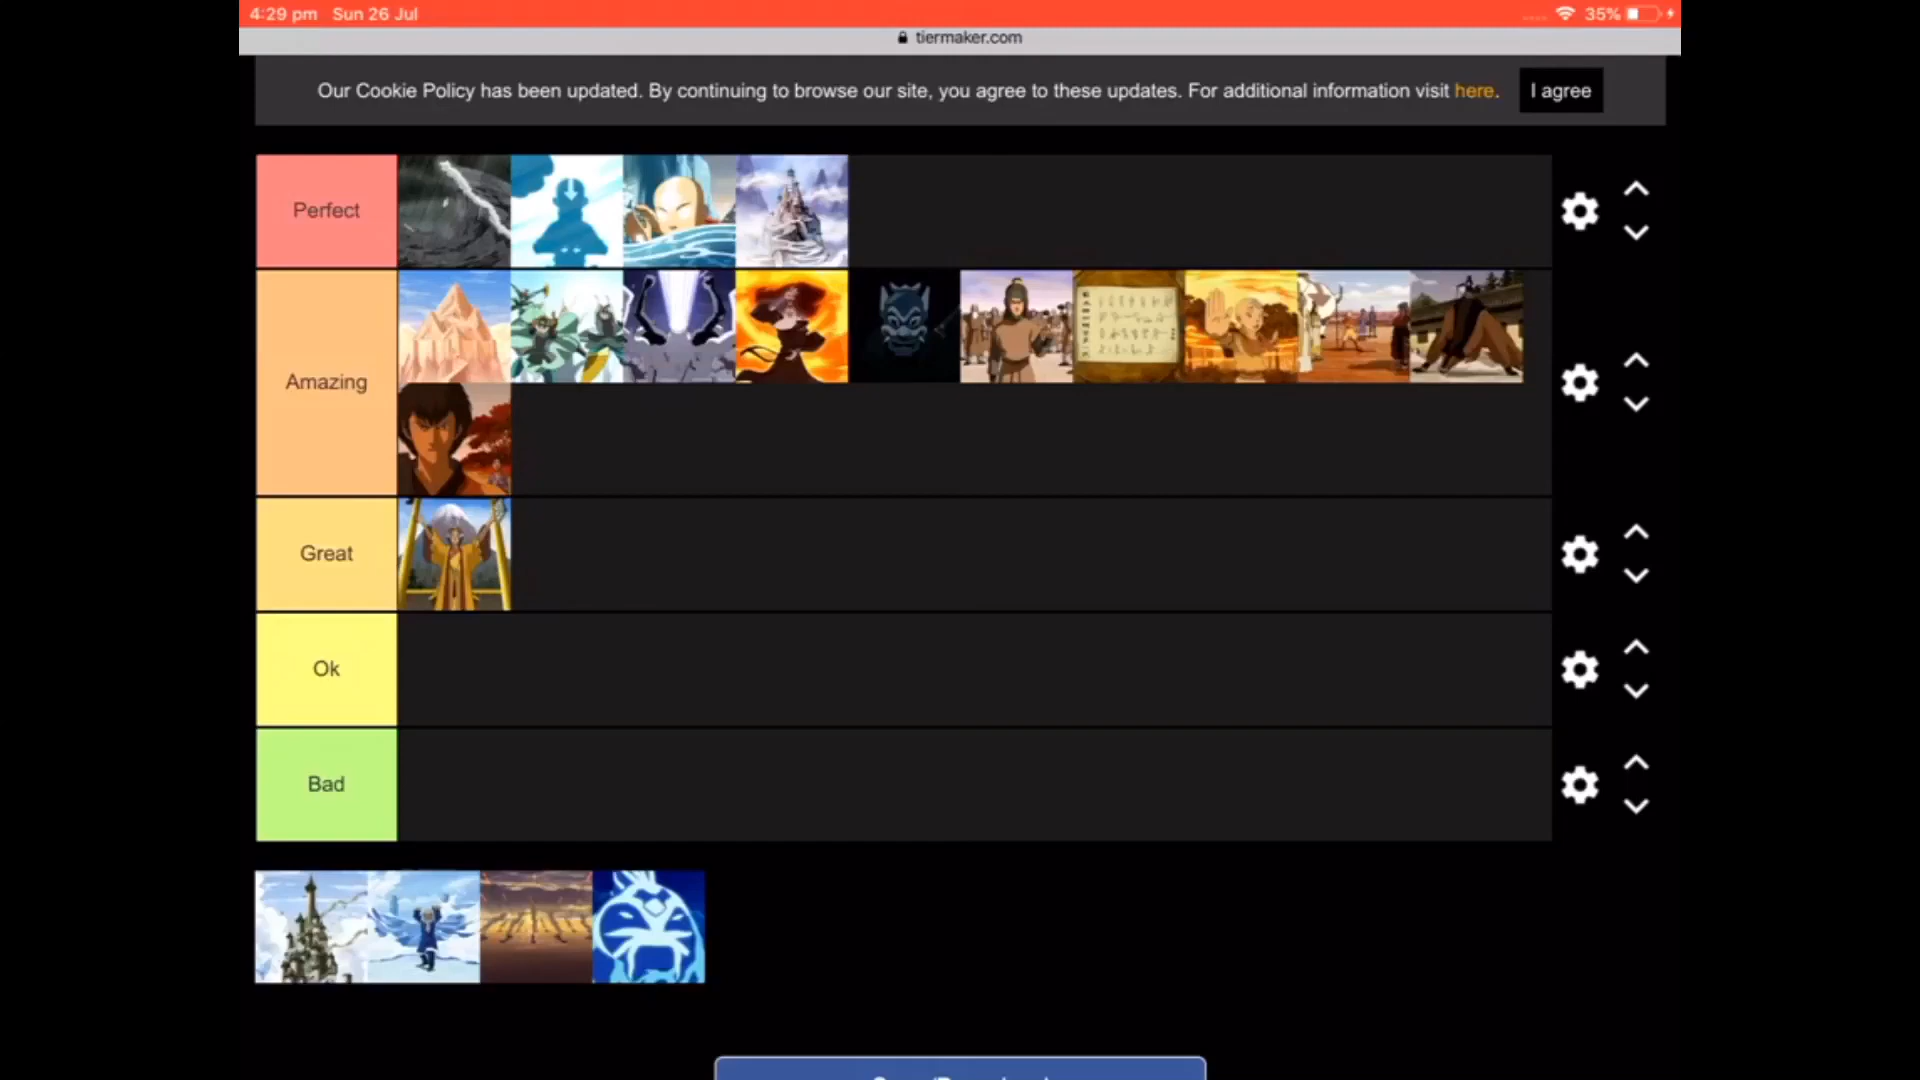 4:29 pm Sun 26 Jul
35%
tiermaker.com
Our Cookie Policy has been updated. By continuing to browse our site, you agree to these updates. For additional information visit here.
I agree
Perfect
Amazing
Great
Ok
Bad